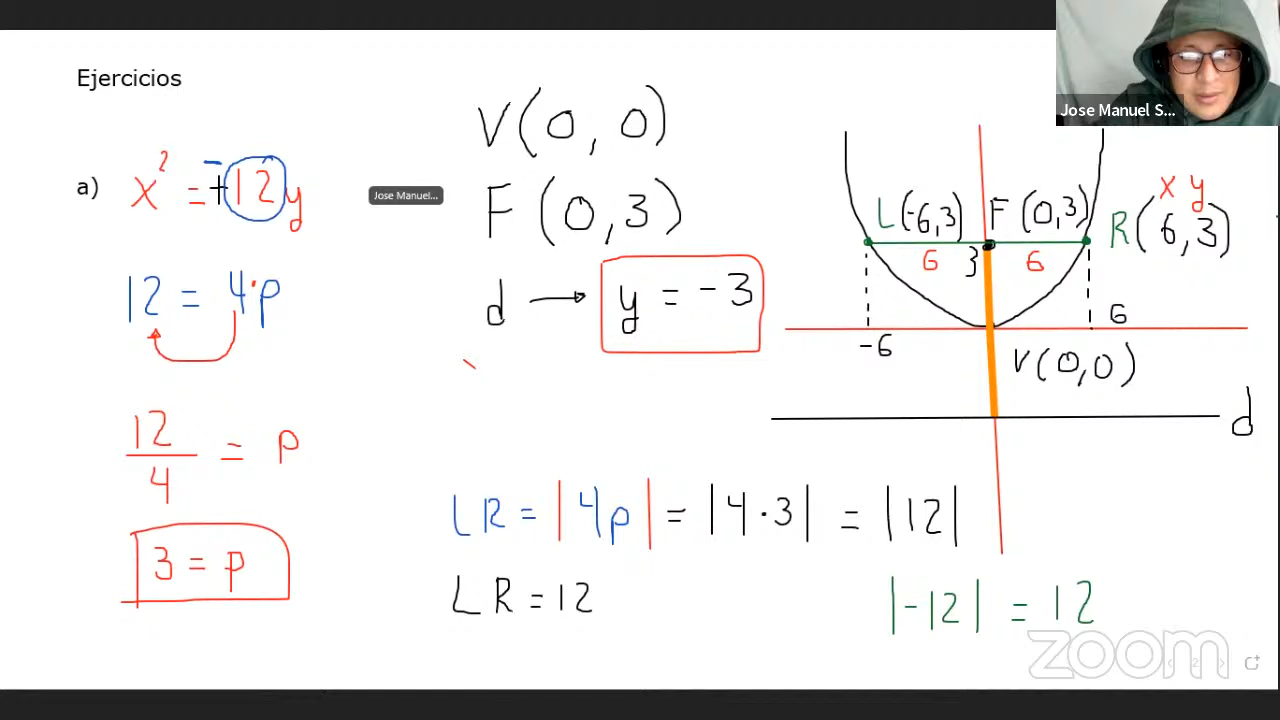 Ejercicios
Jose Manuel S...
a) x² = +12y
Jose Manuel...
12 = 4·p
12/4 = p
3 = p
V(0, 0)
F(0, 3)
d → y = -3
L(-6,3) F(0,3) x y
R(6,3)
6 3 6
-6 6
V(0,0)
d
LR = |4p| = |4·3| = |12|
LR = 12
|-12| = 12
zoom
2